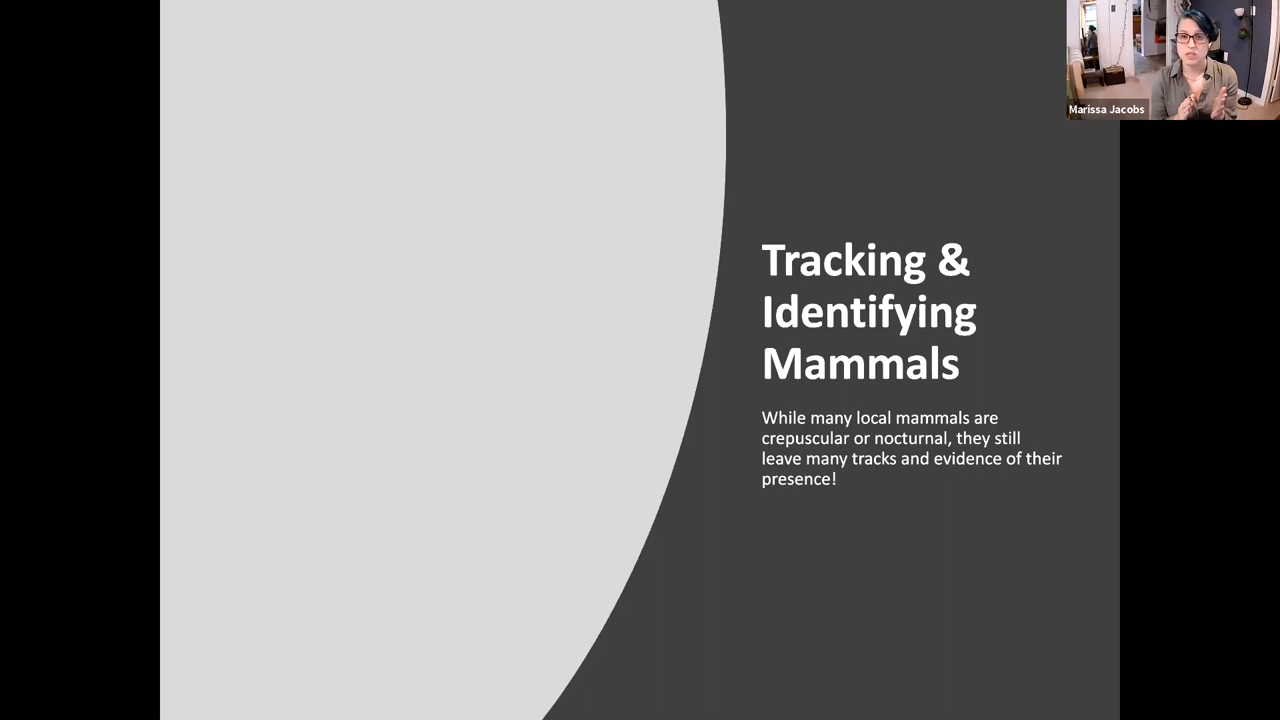 Marissa Jacobs
Tracking &
Identifying
Mammals
While many local mammals are
crepuscular or nocturnal, they still
leave many tracks and evidence of their
presence!